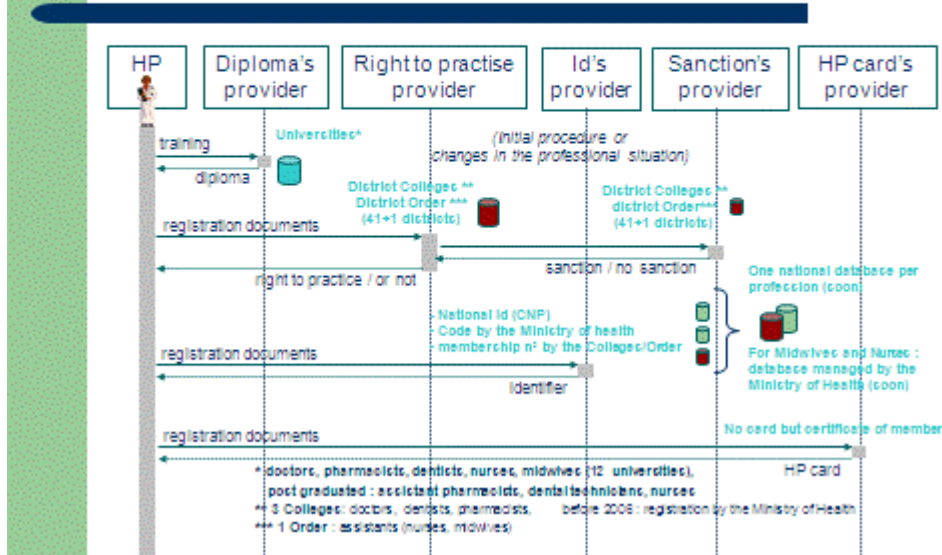 HP
Diploma's
provider
Right to practise
provider
Id's
provider
Sanction's
provider
HP card's
provider
training
Universities*
(Initial procedure or
changes in the professional situation)
diploma
District Colleges **
District Order ***
(41+1 districts)
District Colleges **
district Order***
(41+1 districts)
registration documents
sanction / no sanction
right to practice / or not
One national database per
profession (soon)
- National Id (CNP)
- Code by the Ministry of health
- membership n° by the Colleges/Order
registration documents
For Midwives and Nurses :
database managed by the
Ministry of Health (soon)
Identifier
No card but certificate of member
registration documents
HP card
* doctors, pharmacists, dentists, nurses, midwives (12 universities),
post graduated : assistant pharmacists, dental technicians, nurses
** 3 Colleges: doctors, dentists, pharmacists, before 2006 : registration by the Ministry of Health
*** 1 Order : assistants (nurses, midwives)